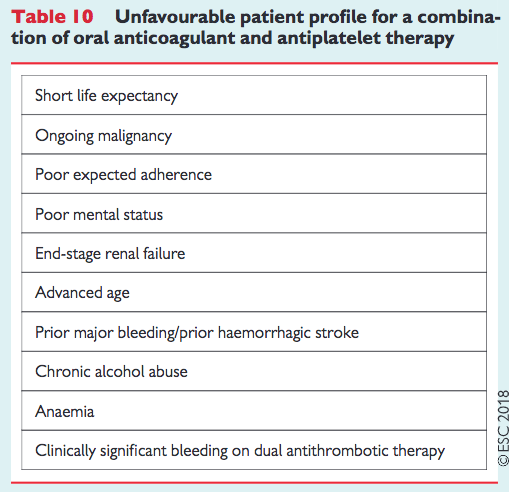 Table 10 Unfavourable patient profile for a combina-
tion of oral anticoagulant and antiplatelet therapy
Short life expectancy
Ongoing malignancy
Poor expected adherence
Poor mental status
End-stage renal failure
Advanced age
Prior major bleeding/prior haemorrhagic stroke
Chronic alcohol abuse
Anaemia
Clinically significant bleeding on dual antithrombotic therapy
©ESC 2018